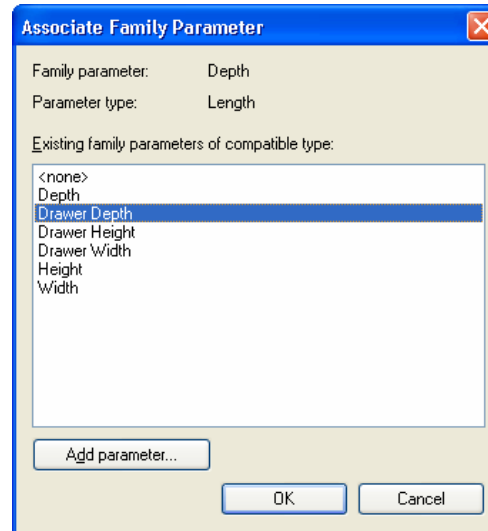 Associate Family Parameter
Family parameter: Depth
Parameter type: Length
Existing family parameters of compatible type:
<none>
Depth
Drawer Depth
Drawer Height
Drawer Width
Height
Width
Add parameter...
OK Cancel